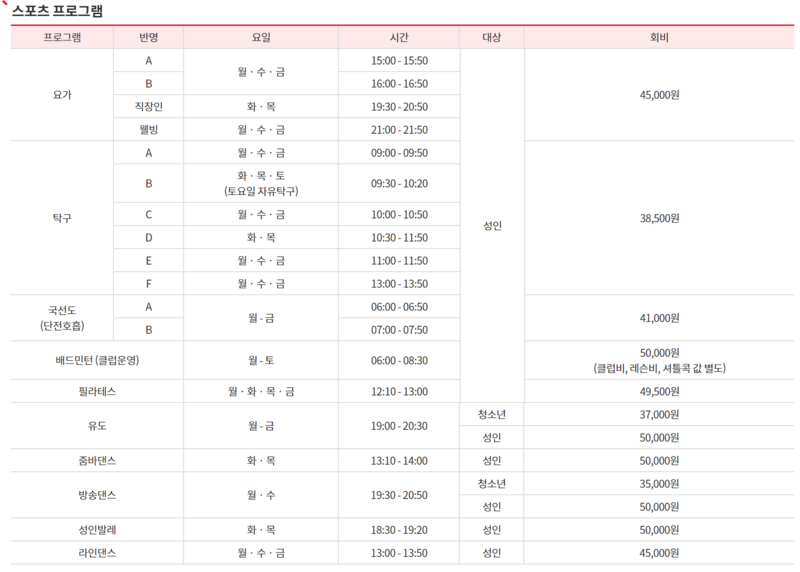 스포츠 프로그램
프로그램 반명 요일 시간 대상 회비
요가 A 월 · 수 · 금 15:00 - 15:50 성인 45,000원
B 16:00 - 16:50
직장인 화 · 목 19:30 - 20:50
웰빙 월 · 수 · 금 21:00 - 21:50
탁구 A 월 · 수 · 금 09:00 - 09:50 38,500원
B 화 · 목 · 토 09:30 - 10:20
(토요일 자유탁구)
C 월 · 수 · 금 10:00 - 10:50
D 화 · 목 10:30 - 11:50
E 월 · 수 · 금 11:00 - 11:50
F 월 · 수 · 금 13:00 - 13:50
국선도 A 월 - 금 06:00 - 06:50 41,000원
(단전호흡) B 07:00 - 07:50
배드민턴 (클럽운영) 월 - 토 06:00 - 08:30 50,000원
(클럽비, 레슨비, 셔틀콕 값 별도)
필라테스 월 · 화 · 목 · 금 12:10 - 13:00 49,500원
유도 월 - 금 19:00 - 20:30 청소년 37,000원
성인 50,000원
줌바댄스 화 · 목 13:10 - 14:00 성인 50,000원
방송댄스 월 · 수 19:30 - 20:50 청소년 35,000원
성인 50,000원
성인발레 화 · 목 18:30 - 19:20 성인 50,000원
라인댄스 월 · 수 · 금 13:00 - 13:50 성인 45,000원